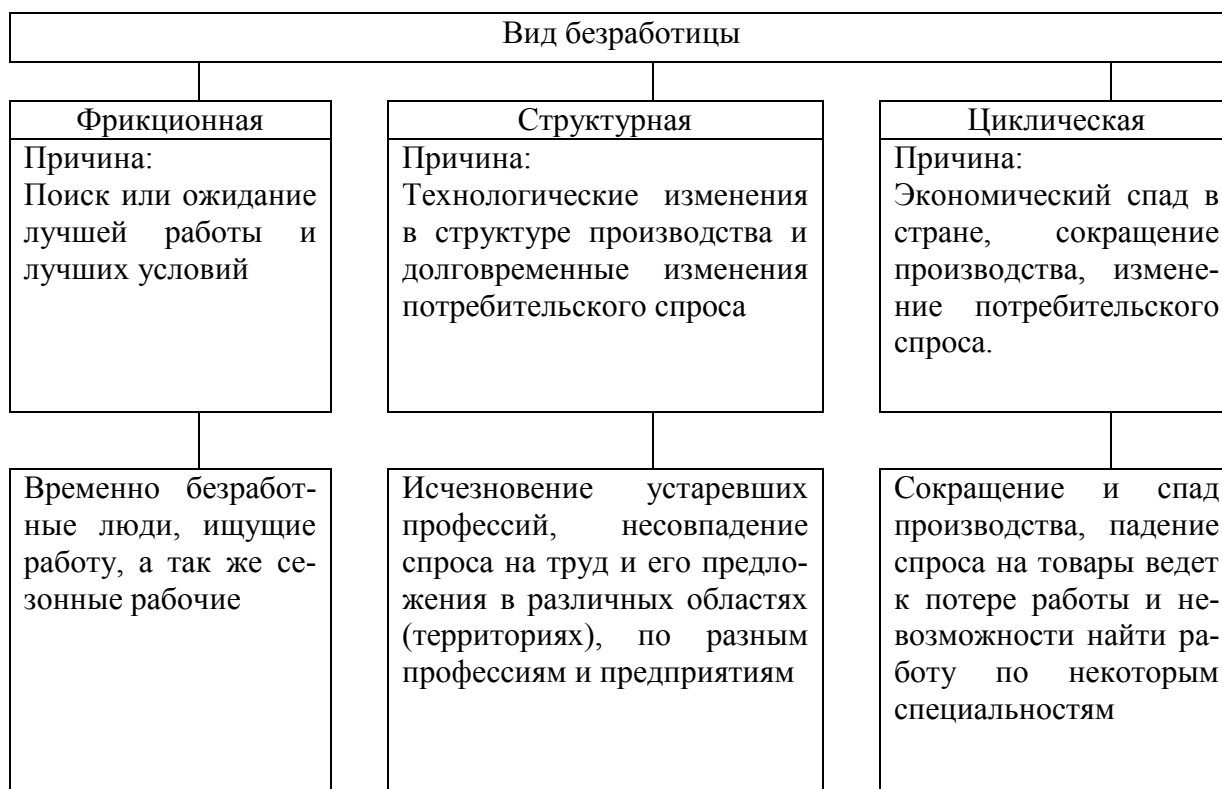 Вид безработицы
Фрикционная
Причина:
Поиск или ожидание
лучшей работы и
лучших условий
Структурная
Причина:
Технологические изменения
в структуре производства и
долговременные изменения
потребительского спроса
Циклическая
Причина:
Экономический спад в
стране, сокращение
производства, измене-
ние потребительского
спроса.
Временно безработ-
ные люди, ищущие
работу, а так же се-
зонные рабочие
Исчезновение устаревших
профессий, несовпадение
спроса на труд и его предло-
жения в различных областях
(территориях), по разным
профессиям и предприятиям
Сокращение и спад
производства, падение
спроса на товары ведет
к потере работы и не-
возможности найти ра-
боту по некоторым
специальностям